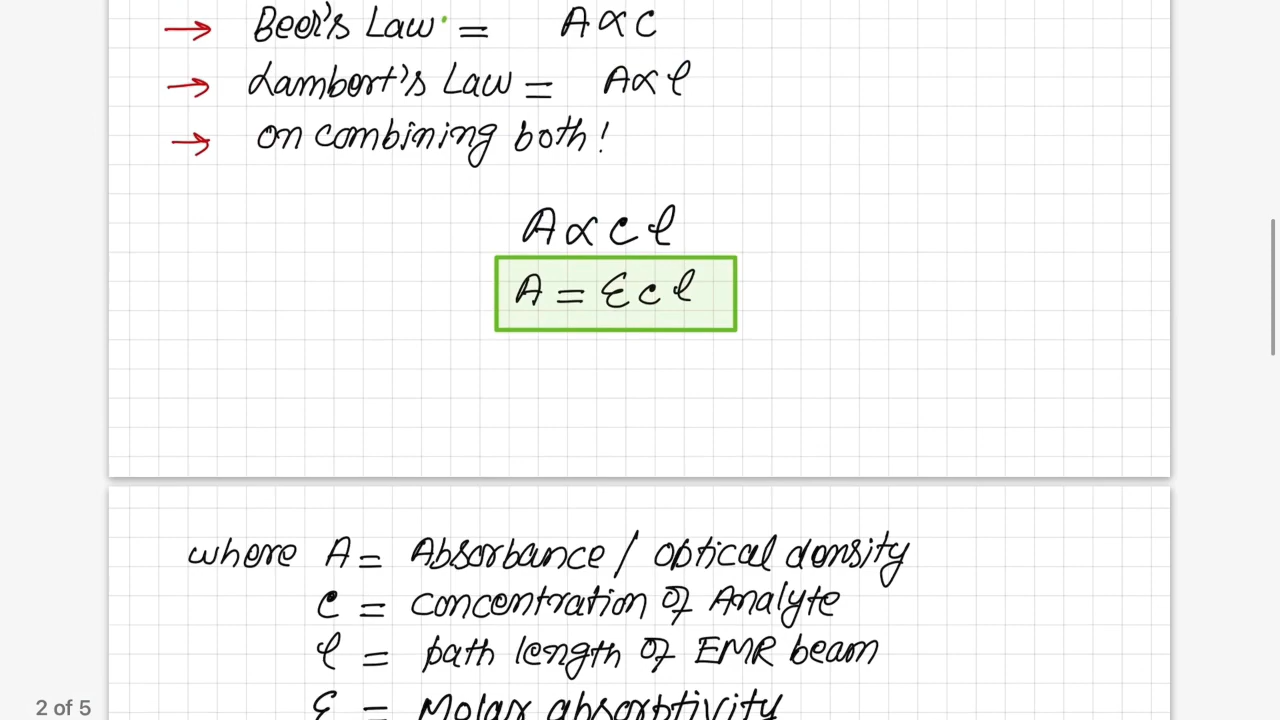 → Beer's Law = A ∝ C
→ Lambert's Law = A ∝ l
→ on combining both!
A ∝ C l
A = ε c l
where A = Absorbance / optical density
C = concentration of Analyte
l = path length of EMR beam
ε = Molar absorptivity
2 of 5